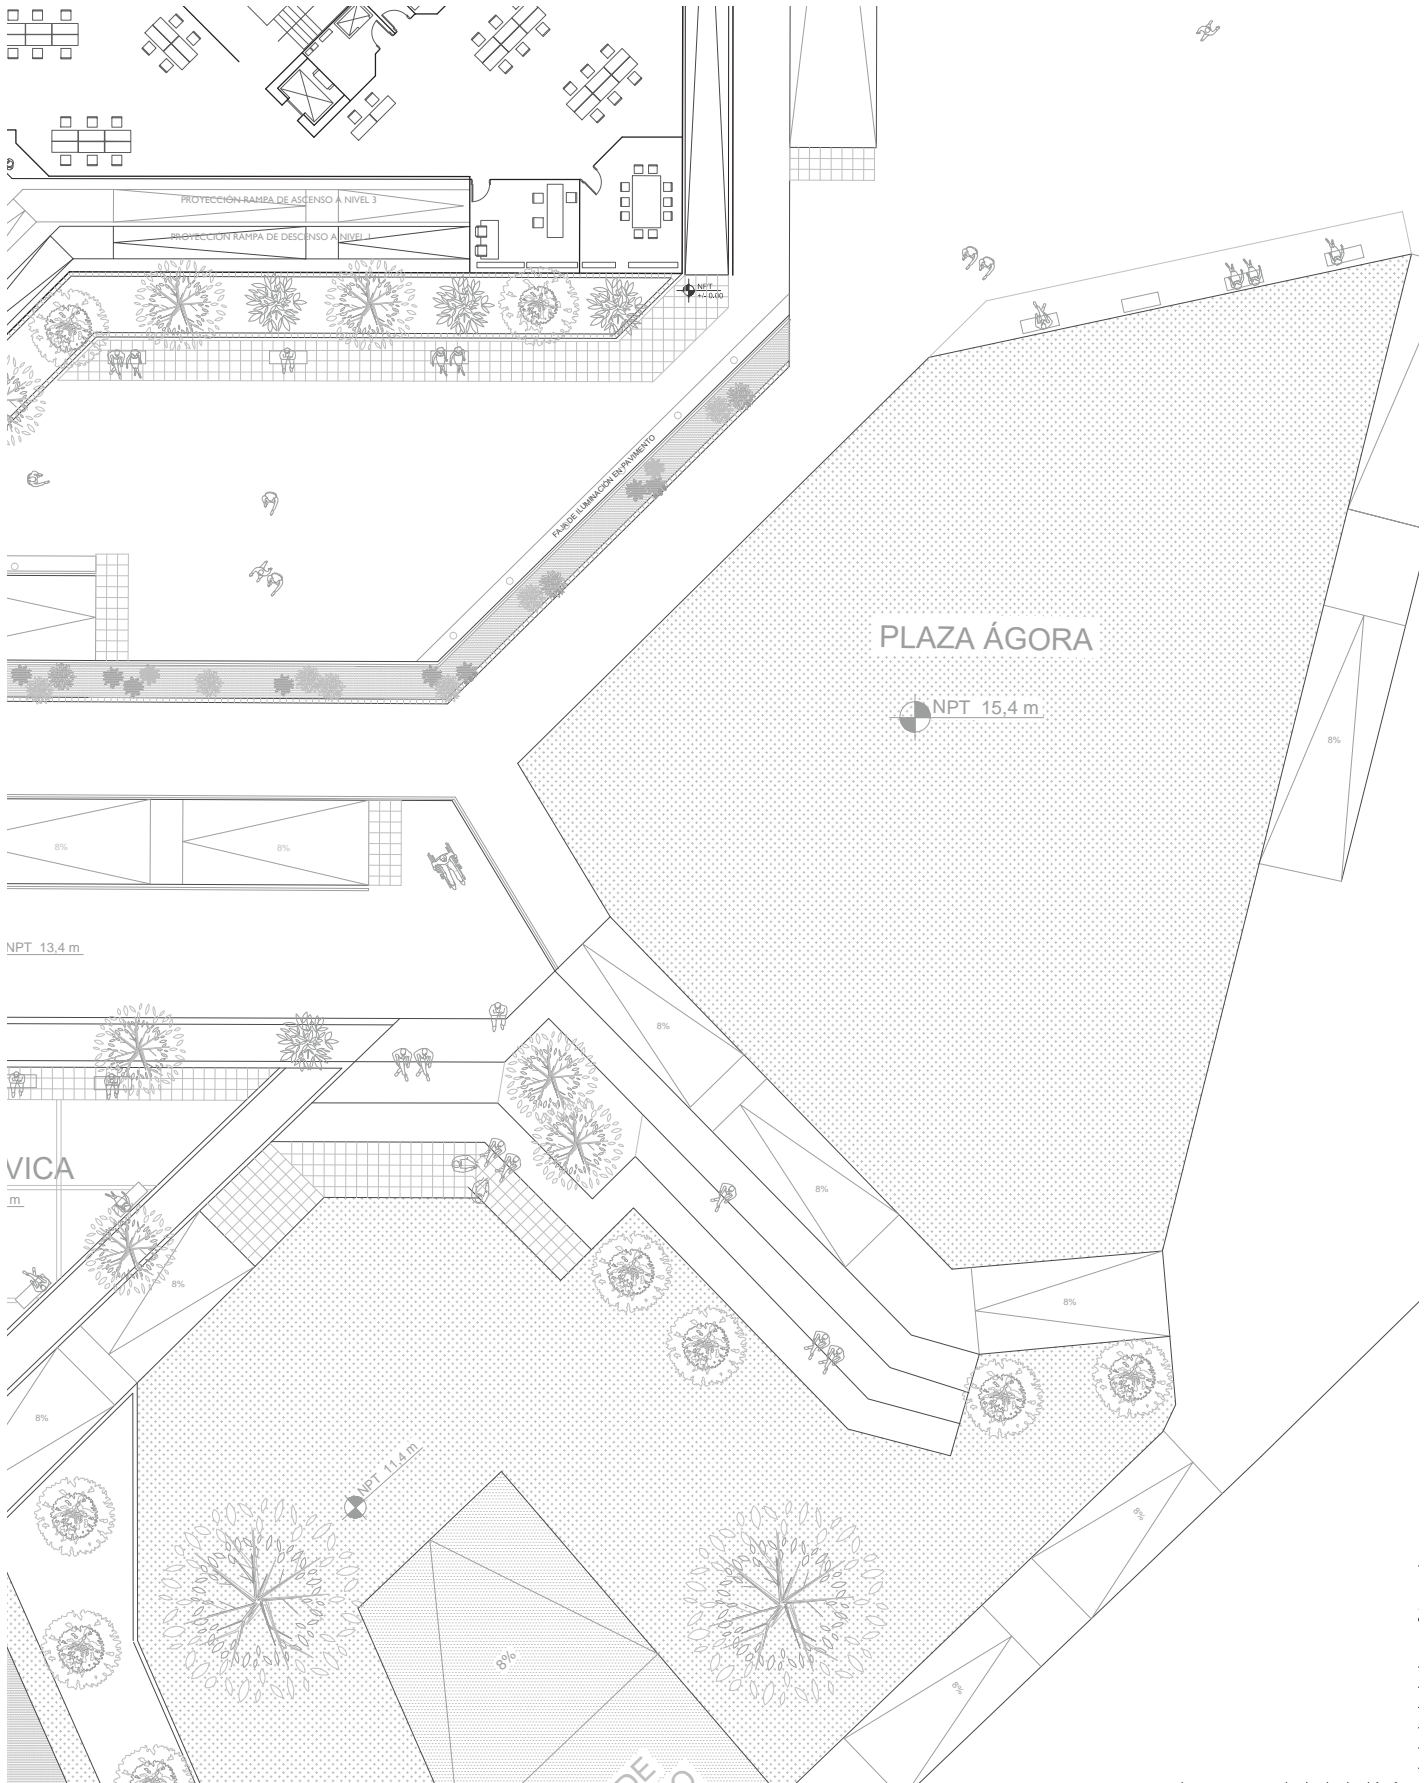 PROYECCIÓN RAMPA DE ASCENSO A NIVEL 3
PROYECCIÓN RAMPA DE DESCENSO A NIVEL 1
NPT
+/- 0.00
FAJA DE ILUMINACIÓN EN PAVIMENTO
PLAZA ÁGORA
NPT 15,4 m
8%
8%
8%
NPT 13,4 m
8%
VICA
m
8%
8%
8%
8%
NPT 11,4 m
8%
8%
8%
DE
O